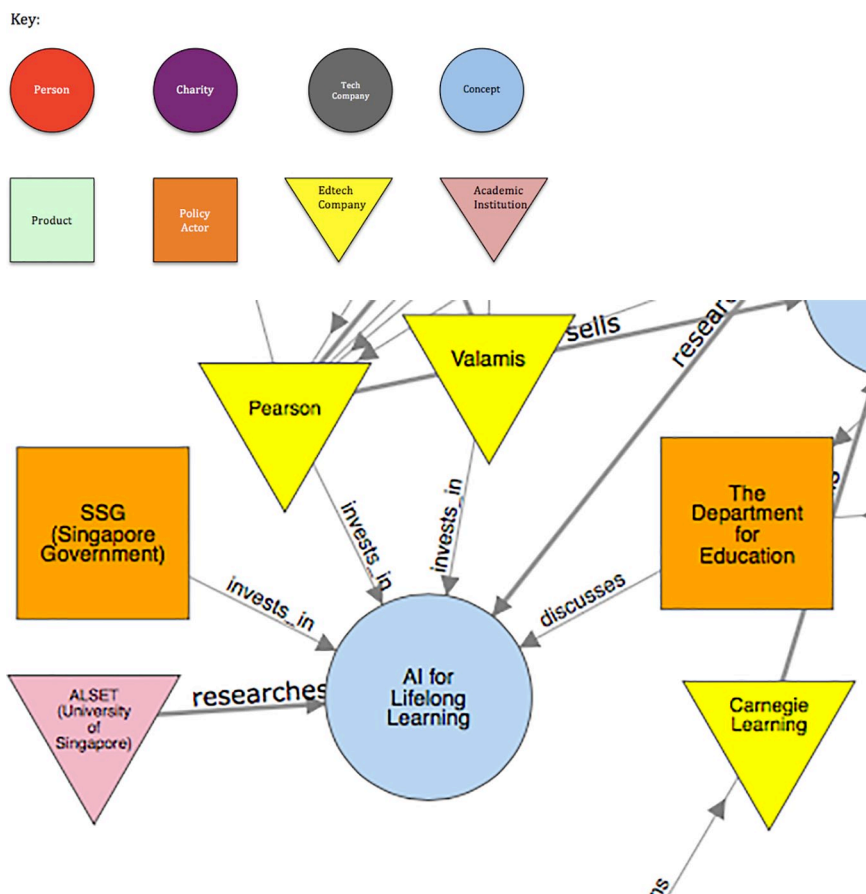 Key:
Person
Charity
Tech
Company
Concept
Product
Policy
Actor
Edtech
Company
Academic
Institution
sells
Valamis
Pearson
SSG
(Singapore
Government)
The
Department
for
Education
invests_in
invests_in
invests_in
discusses
ALSET
(University
of
Singapore)
researches
AI for
Lifelong
Learning
Carnegie
Learning